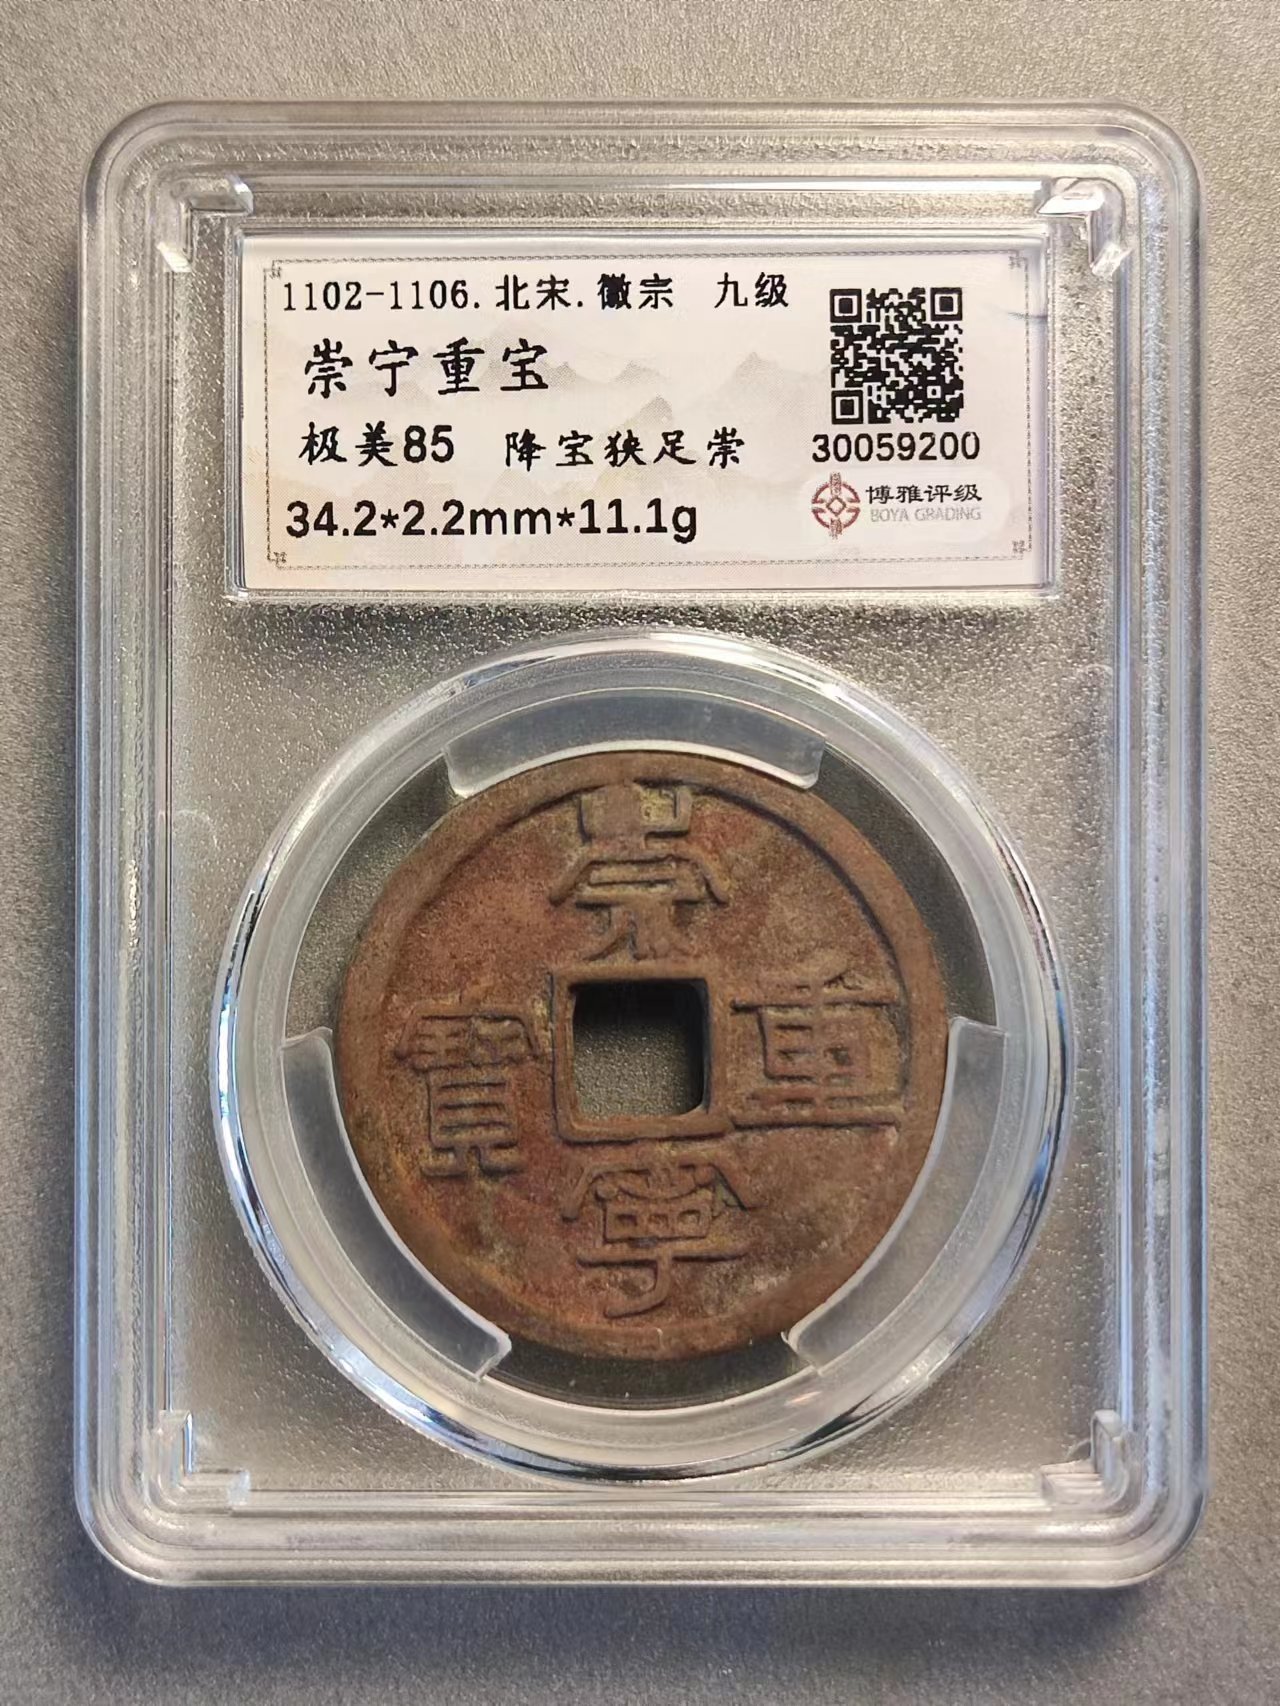 1102-1106.北宋.徽宗 九级
崇宁重宝
极美85 降宝狭足崇
34.2*2.2mm*11.1g
30059200
博雅评级
BOYA GRADING
崇
重
寳
寧